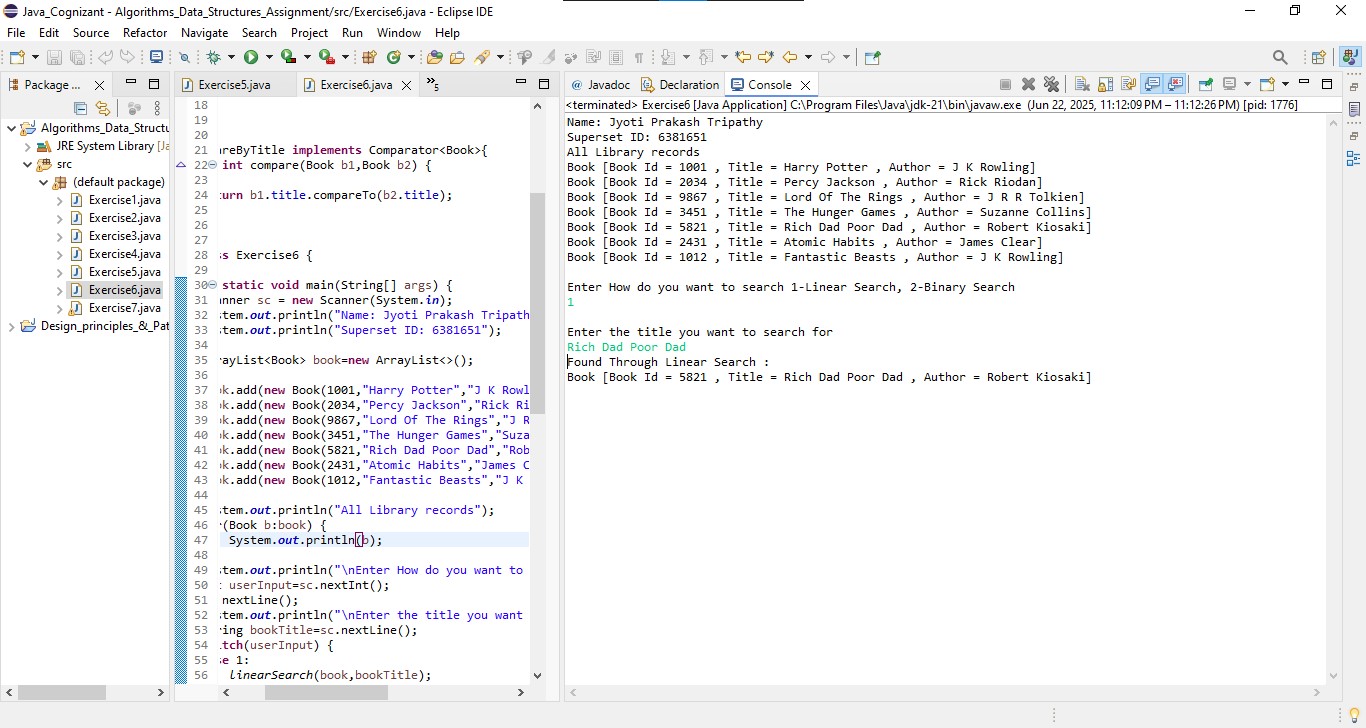 Java_Cognizant - Algorithms_Data_Structures_Assignment/src/Exercise6.java - Eclipse IDE
File Edit Source Refactor Navigate Search Project Run Window Help
Package ...
Algorithms_Data_Structu
JRE System Library [Ja
src
(default package)
Exercise1.java
Exercise2.java
Exercise3.java
Exercise4.java
Exercise5.java
Exercise6.java
Exercise7.java
Design_principles_&_Pat
Exercise5.java Exercise6.java »5
18
19
20
21 areByTitle implements Comparator<Book>{
22 int compare(Book b1,Book b2) {
23
24 turn b1.title.compareTo(b2.title);
25
26
27
28 ss Exercise6 {
29
30 static void main(String[] args) {
31 anner sc = new Scanner(System.in);
32 stem.out.println("Name: Jyoti Prakash Tripath
33 stem.out.println("Superset ID: 6381651");
34
35 rayList<Book> book=new ArrayList<>();
36
37 ok.add(new Book(1001,"Harry Potter","J K Rowl
38 ok.add(new Book(2034,"Percy Jackson","Rick Ri
39 ok.add(new Book(9867,"Lord Of The Rings","J R
40 ok.add(new Book(3451,"The Hunger Games","Suza
41 ok.add(new Book(5821,"Rich Dad Poor Dad","Rob
42 ok.add(new Book(2431,"Atomic Habits","James C
43 ok.add(new Book(1012,"Fantastic Beasts","J K
44
45 stem.out.println("All Library records");
46 r(Book b:book) {
47 System.out.println(b);
48
49 stem.out.println("\nEnter How do you want to
50 t userInput=sc.nextInt();
51 nextLine();
52 stem.out.println("\nEnter the title you want
53 ring bookTitle=sc.nextLine();
54 itch(userInput) {
55 se 1:
56 linearSearch(book,bookTitle);
@ Javadoc Declaration Console
<terminated> Exercise6 [Java Application] C:\Program Files\Java\jdk-21\bin\javaw.exe (Jun 22, 2025, 11:12:09 PM – 11:12:26 PM) [pid: 1776]
Name: Jyoti Prakash Tripathy
Superset ID: 6381651
All Library records
Book [Book Id = 1001 , Title = Harry Potter , Author = J K Rowling]
Book [Book Id = 2034 , Title = Percy Jackson , Author = Rick Riodan]
Book [Book Id = 9867 , Title = Lord Of The Rings , Author = J R R Tolkien]
Book [Book Id = 3451 , Title = The Hunger Games , Author = Suzanne Collins]
Book [Book Id = 5821 , Title = Rich Dad Poor Dad , Author = Robert Kiosaki]
Book [Book Id = 2431 , Title = Atomic Habits , Author = James Clear]
Book [Book Id = 1012 , Title = Fantastic Beasts , Author = J K Rowling]
Enter How do you want to search 1-Linear Search, 2-Binary Search
1
Enter the title you want to search for
Rich Dad Poor Dad
Found Through Linear Search :
Book [Book Id = 5821 , Title = Rich Dad Poor Dad , Author = Robert Kiosaki]